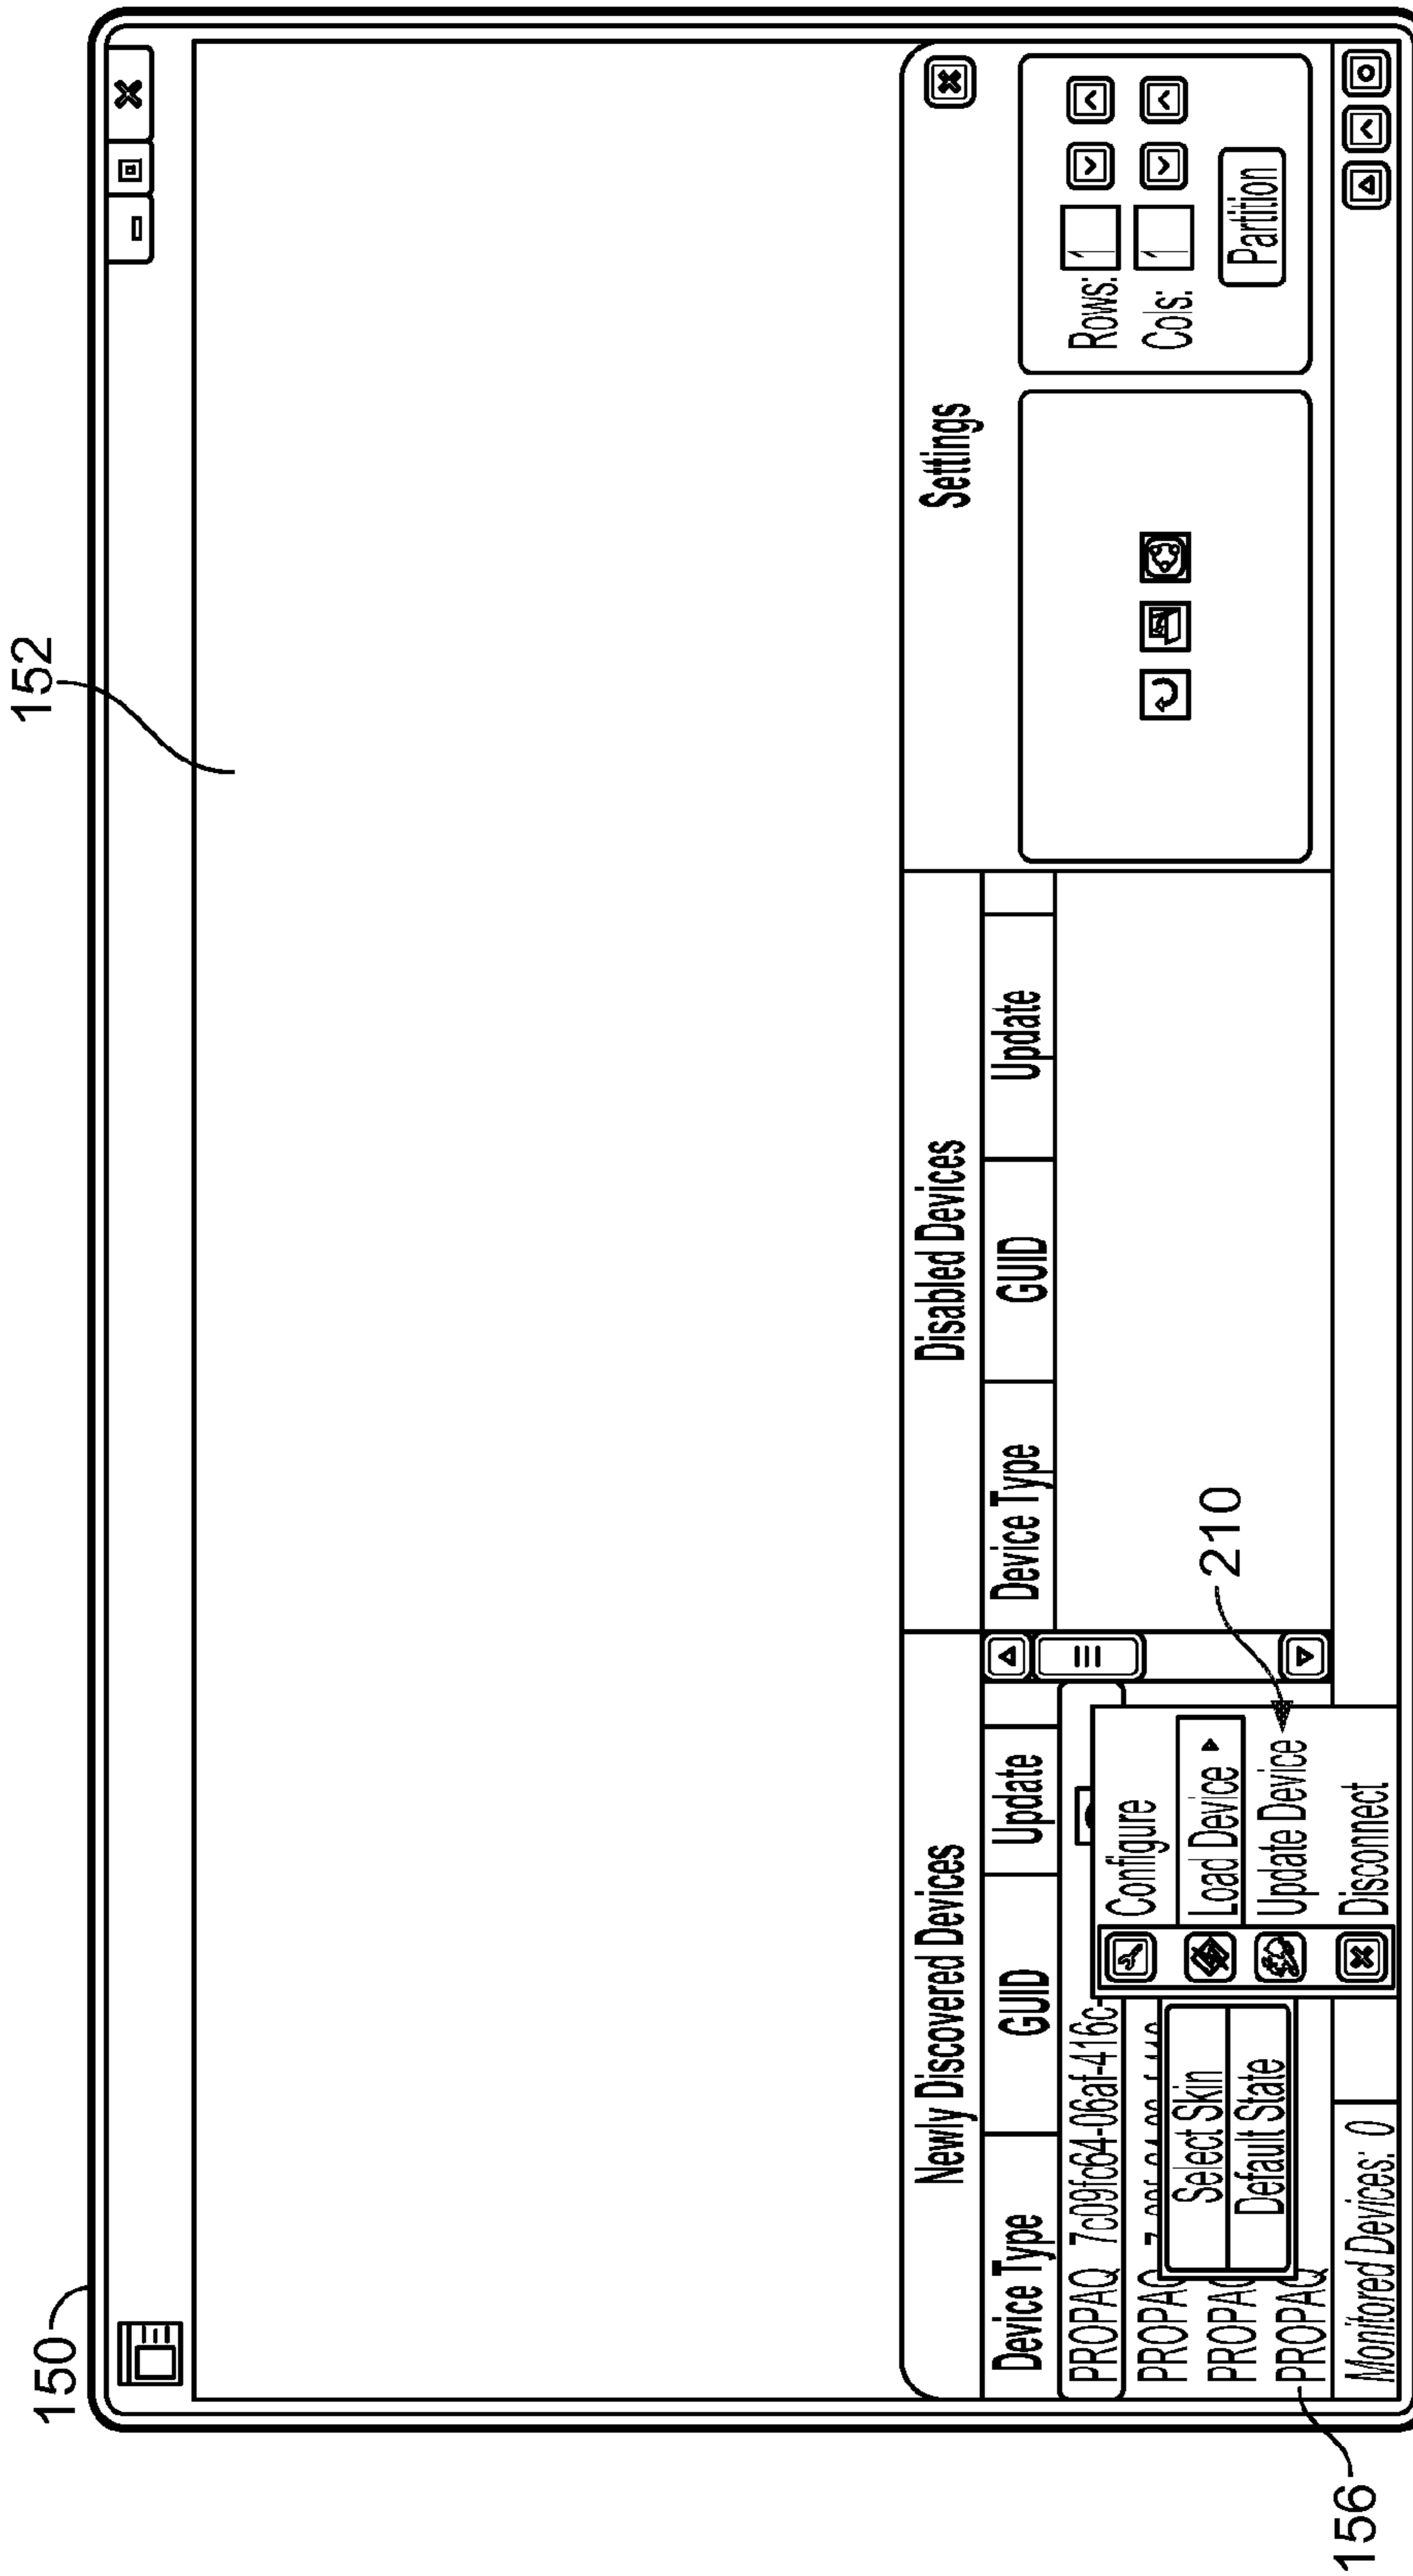 152
150
Newly Discovered Devices
Disabled Devices
Settings
Device Type GUID Update
Device Type GUID Update
PROPAQ 7c09fc64-06af-416c-
PROPAQ
PROPAQ
PROPAQ
Configure
Load Device
Update Device
Disconnect
Select Skin
Default State
210
Rows: 1
Cols: 1
Partition
Monitored Devices: 0
156